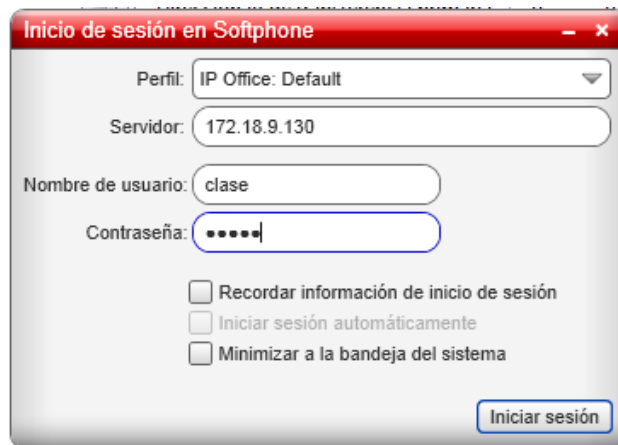 Inicio de sesión en Softphone
Perfil: IP Office: Default
Servidor: 172.18.9.130
Nombre de usuario: clase
Contraseña: •••••
Recordar información de inicio de sesión
Iniciar sesión automáticamente
Minimizar a la bandeja del sistema
Iniciar sesión